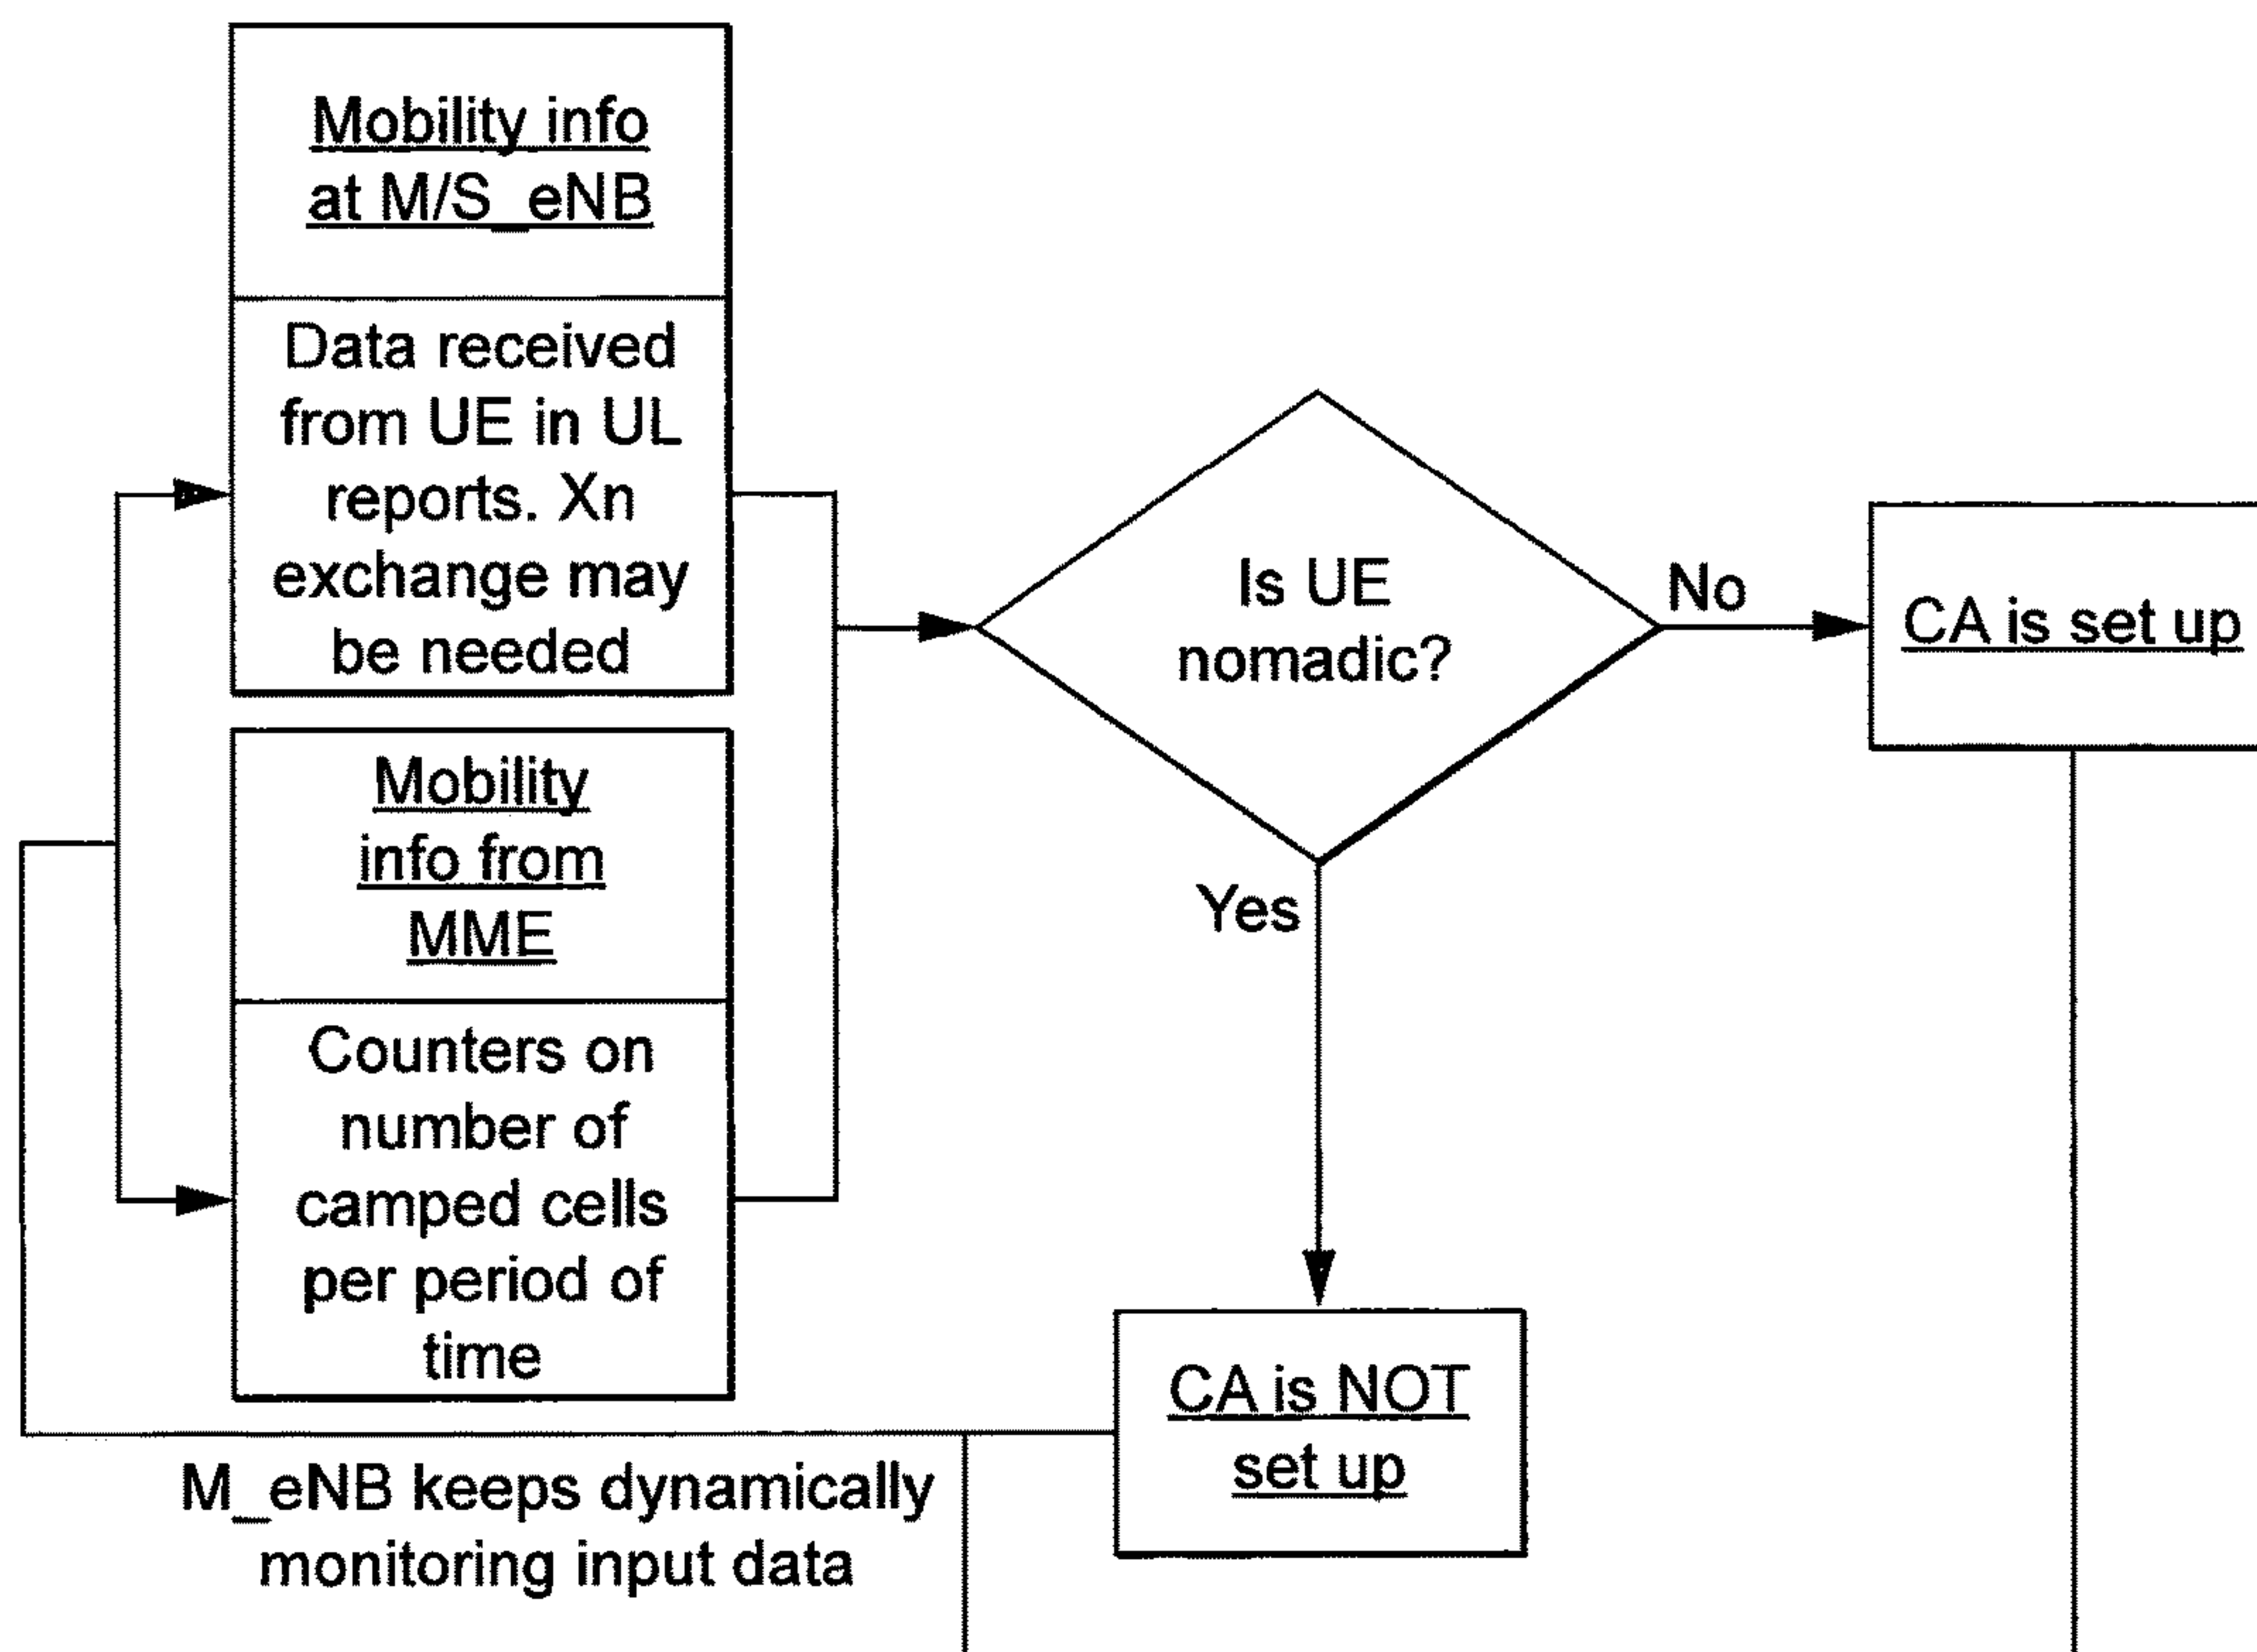 Mobility info
at M/S_eNB
Data received
from UE in UL
reports. Xn
exchange may
be needed
Mobility
info from
MME
Counters on
number of
camped cells
per period of
time
Is UE
nomadic?
No
CA is set up
Yes
CA is NOT
set up
M_eNB keeps dynamically
monitoring input data